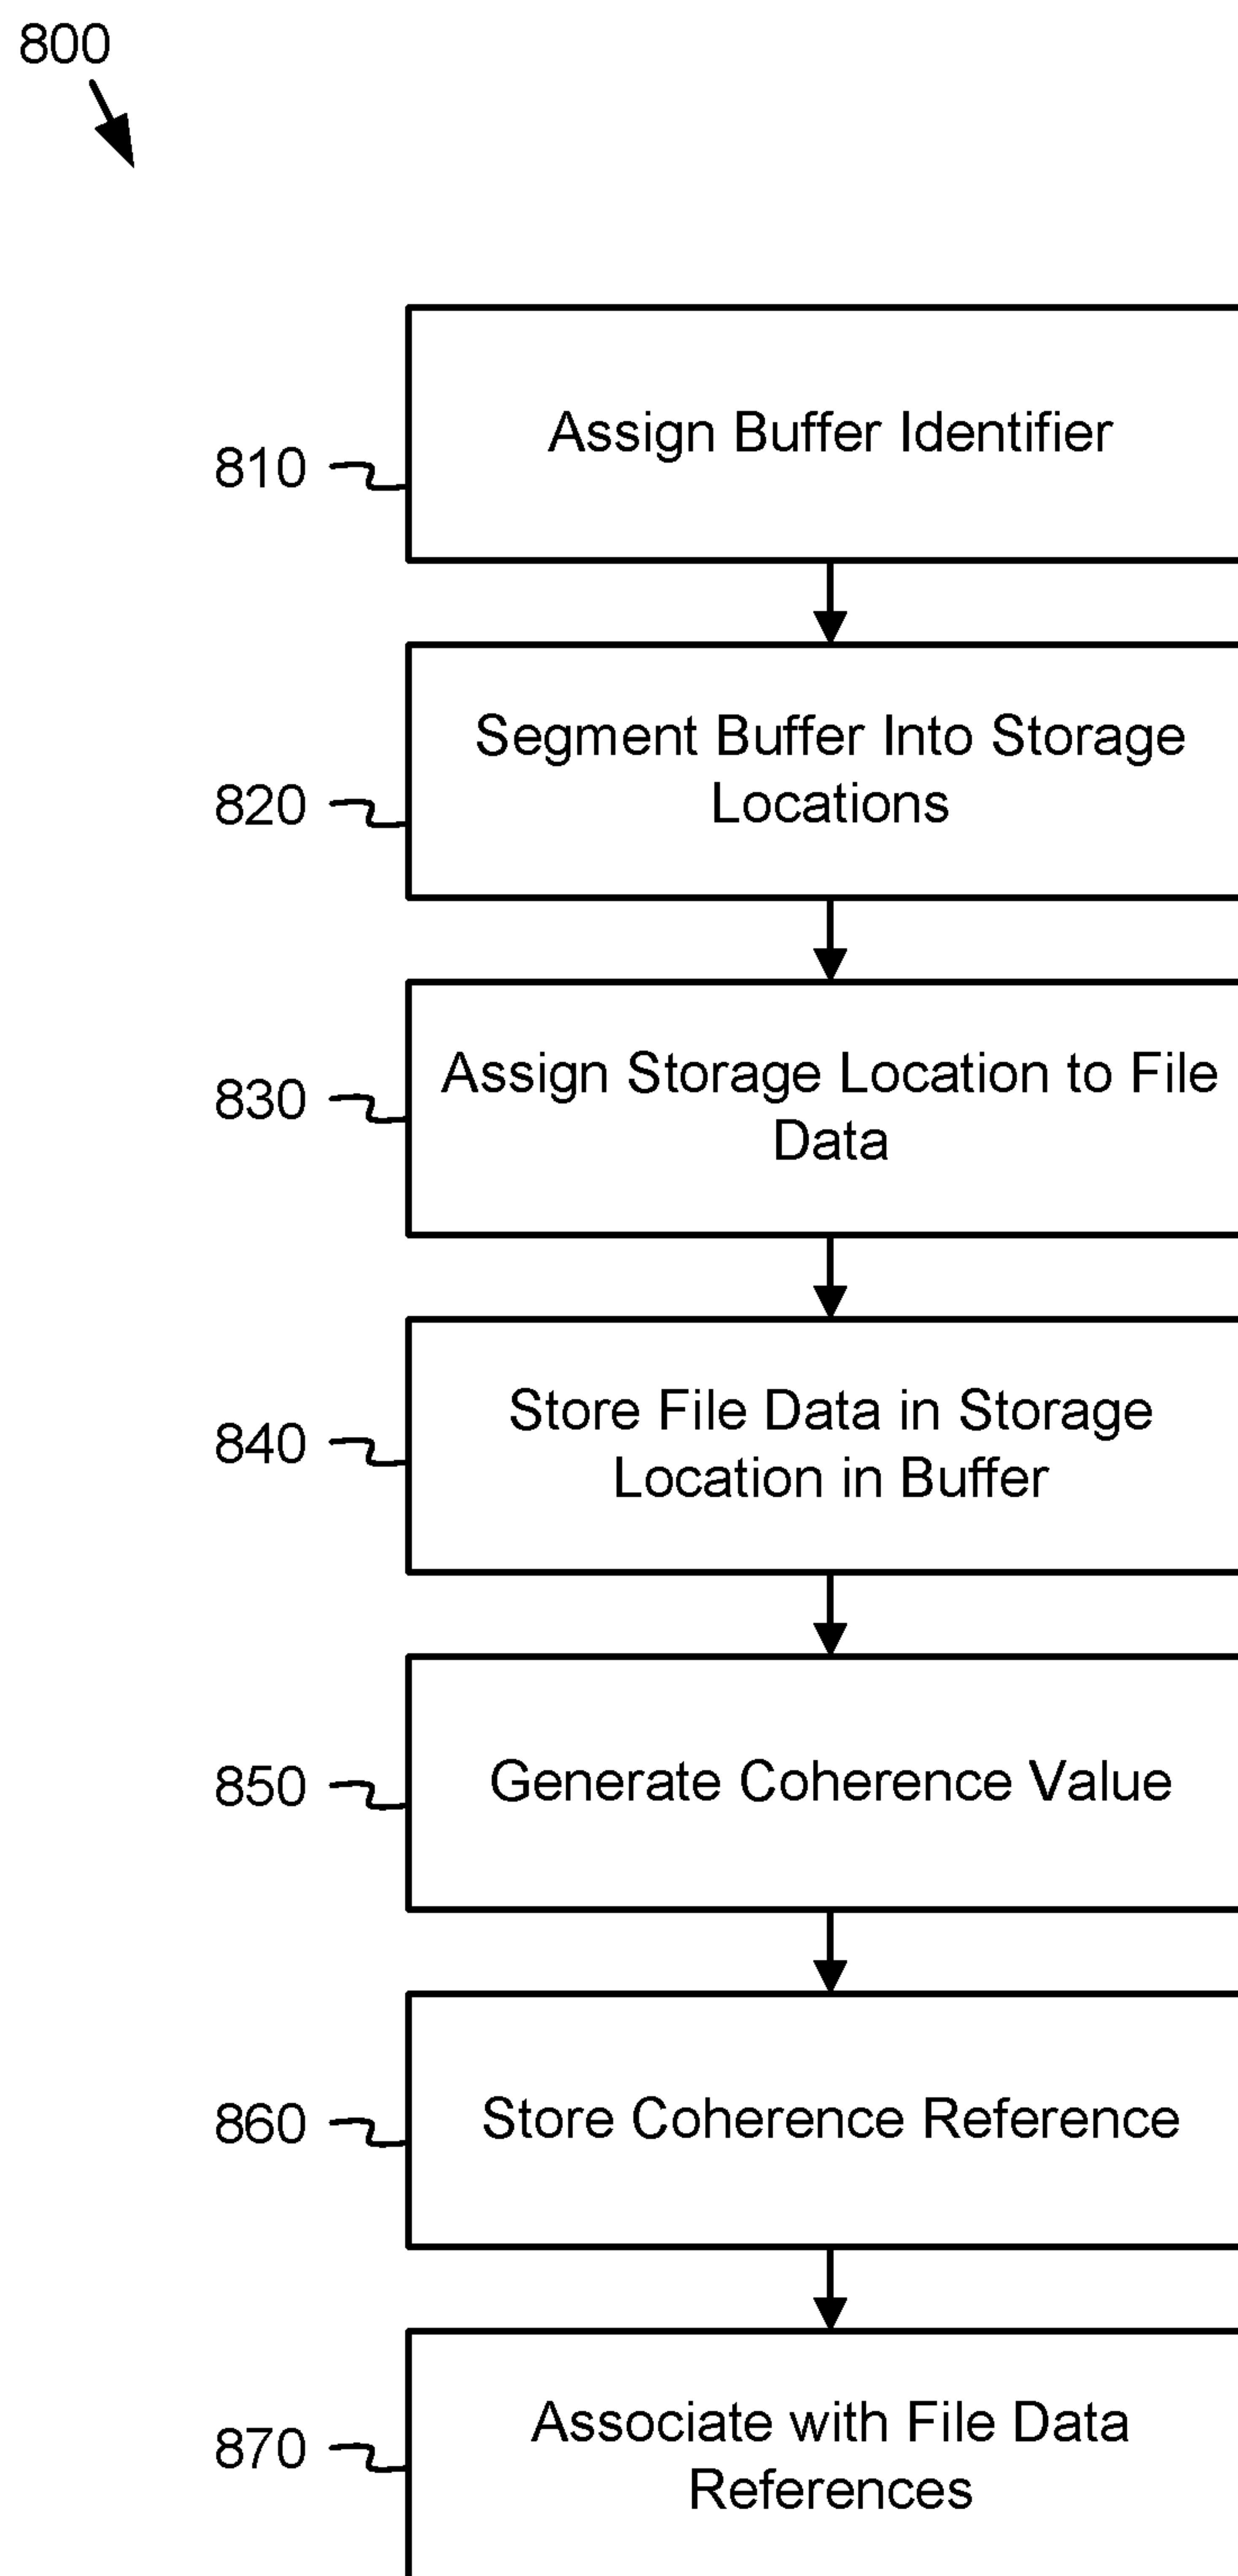 800
810
Assign Buffer Identifier
820
Segment Buffer Into Storage
Locations
830
Assign Storage Location to File
Data
840
Store File Data in Storage
Location in Buffer
850
Generate Coherence Value
860
Store Coherence Reference
870
Associate with File Data
References